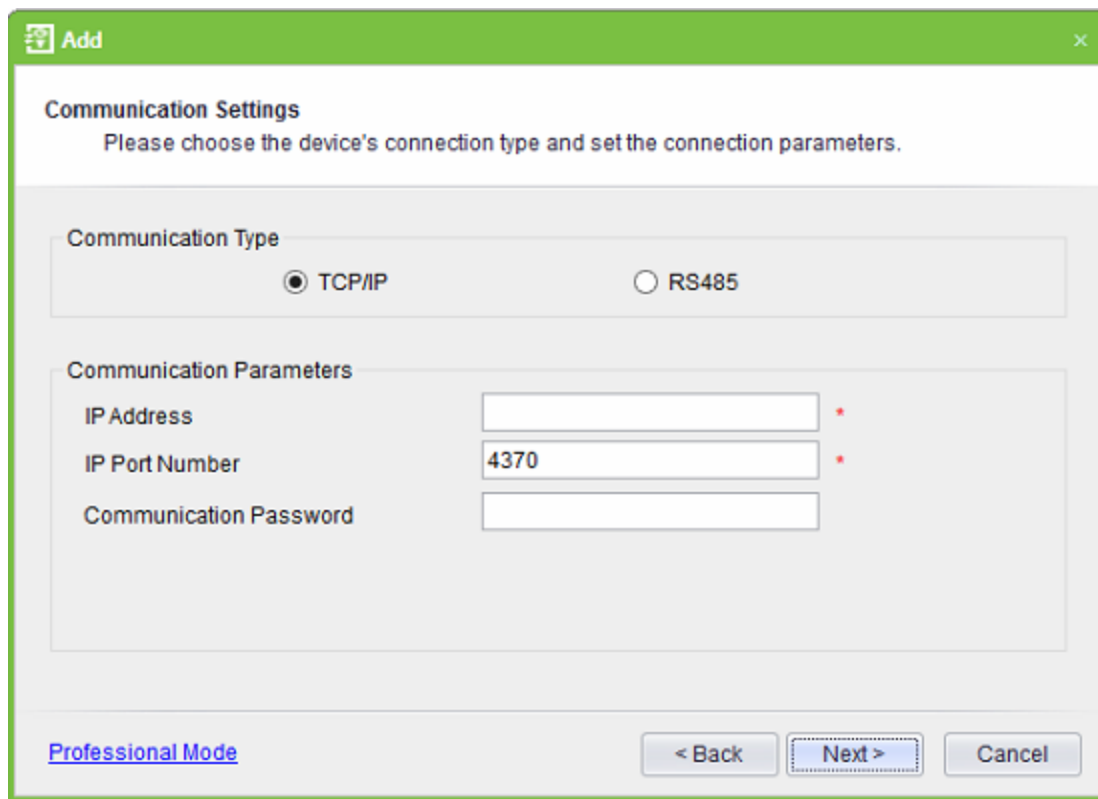 Add
Communication Settings
Please choose the device's connection type and set the connection parameters.
Communication Type
TCP/IP RS485
Communication Parameters
IP Address *
IP Port Number 4370 *
Communication Password
Professional Mode < Back Next > Cancel